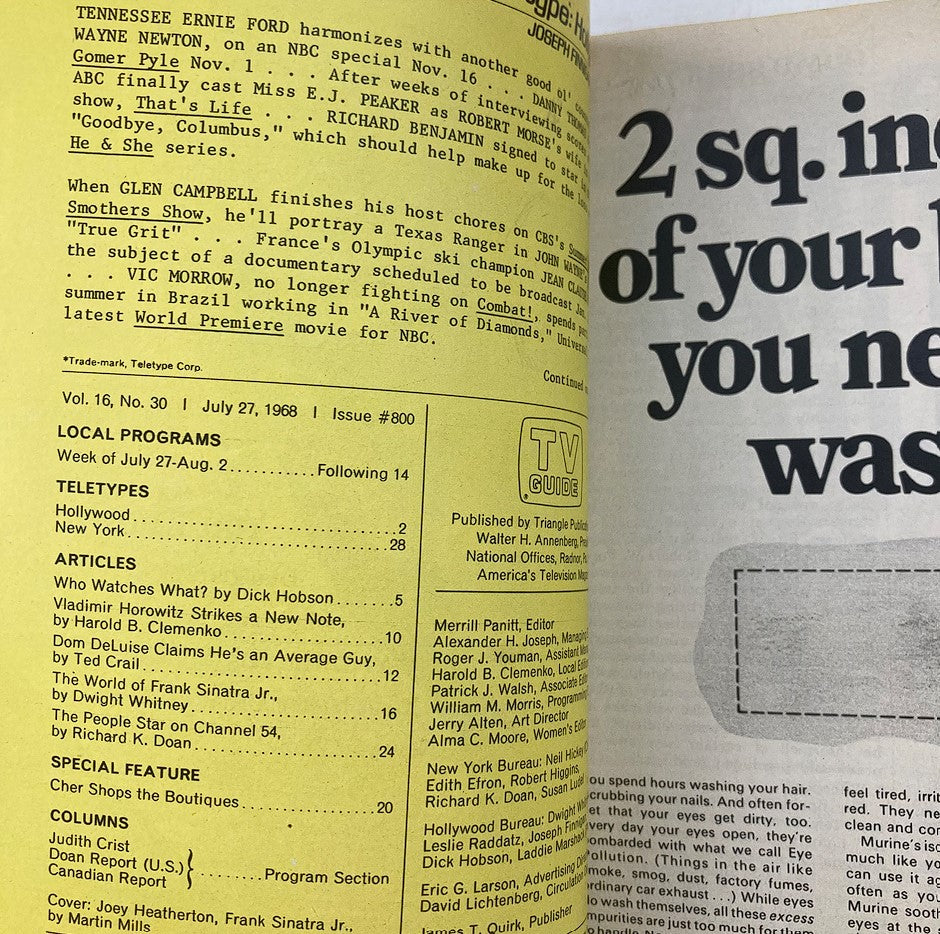 JOSEPH
TENNESSEE ERNIE FORD harmonizes with another good ol'
WAYNE NEWTON, on an NBC special Nov. 16 . . . DANNY
Gomer Pyle Nov. 1 . . . After weeks of interviewing
ABC finally cast Miss E.J. PEAKER as ROBERT MORSE's wife
show, That's Life . . . RICHARD BENJAMIN signed to star
"Goodbye, Columbus," which should help make up for the
He & She series.
When GLEN CAMPBELL finishes his host chores on CBS's
Smothers Show, he'll portray a Texas Ranger in JOHN
"True Grit" . . . France's Olympic ski champion JEAN
the subject of a documentary scheduled to be broadcast Jan.
. . . VIC MORROW, no longer fighting on Combat!, spends
summer in Brazil working in "A River of Diamonds,"
latest World Premiere movie for NBC.
*Trade-mark, Teletype Corp.
Continued
Vol. 16, No. 30 | July 27, 1968 | Issue #800
LOCAL PROGRAMS
Week of July 27-Aug. 2..........Following 14
TELETYPES
Hollywood..........2
New York..........28
ARTICLES
Who Watches What? by Dick Hobson.......5
Vladimir Horowitz Strikes a New Note,
by Harold B. Clemenko..........10
Dom DeLuise Claims He's an Average Guy,
by Ted Crail..........12
The World of Frank Sinatra Jr.,
by Dwight Whitney..........16
The People Star on Channel 54,
by Richard K. Doan..........24
SPECIAL FEATURE
Cher Shops the Boutiques..........20
COLUMNS
Judith Crist
Doan Report (U.S.)
Canadian Report
..........Program Section
Cover: Joey Heatherton, Frank Sinatra Jr.,
by Martin Mills
TV
GUIDE
Published by Triangle
Walter H. Annenberg,
National Offices, Radnor,
America's Television
Merrill Panitt, Editor
Alexander H. Joseph,
Roger J. Youman, Assistant
Harold B. Clemenko, Local
Patrick J. Walsh, Associate
William M. Morris,
Jerry Alten, Art Director
Alma C. Moore, Women's
New York Bureau: Neil Hickey
Edith Efron, Robert Higgins,
Richard K. Doan, Susan
Hollywood Bureau: Dwight
Leslie Raddatz, Joseph
Dick Hobson, Laddie
Eric G. Larson, Advertising
David Lichtenberg,
James T. Quirk, Publisher
2 sq. in
of your
you ne
was
ou spend hours washing your hair.
crubbing your nails. And often for-
et that your eyes get dirty, too.
very day your eyes open, they're
ombarded with what we call Eye
ollution. (Things in the air like
moke, smog, dust, factory fumes,
rdinary car exhaust . . .) While eyes
o wash themselves, all these excess
mpurities are just too much for them
o handle.
feel tired, irrit
red. They ne
clean and con
Murine's iso
much like yo
can use it ag
often as you
Murine sooth
eyes at the